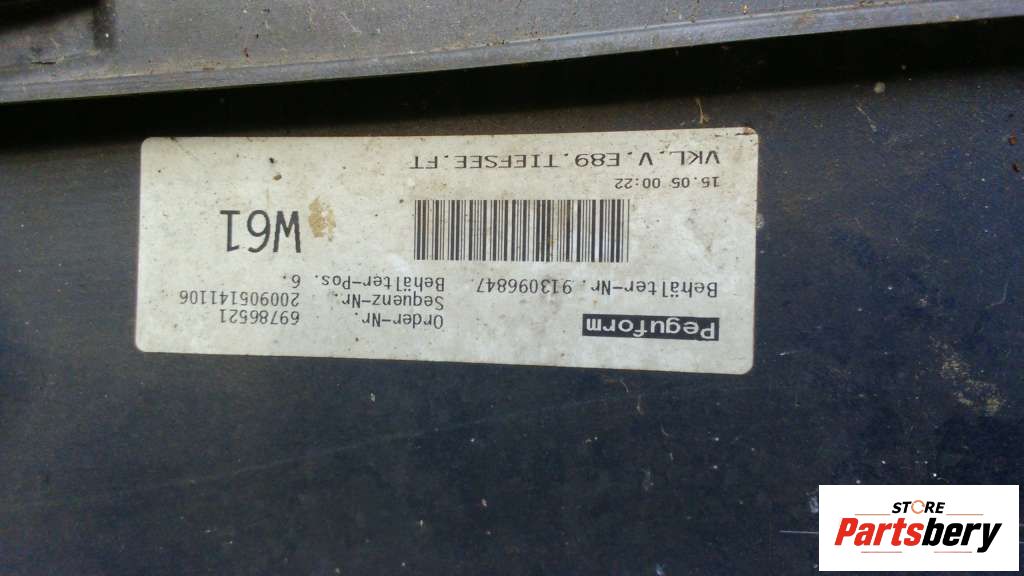 Peguform
Order-Nr. 69786521
Sequenz-Nr. 200905141106
Behälter-Nr. 913096847 Behälter-Pos. 6.
W61
15.05 00:22
VKL.V.E89.TIEFSEE.FT
STORE
Partsbery